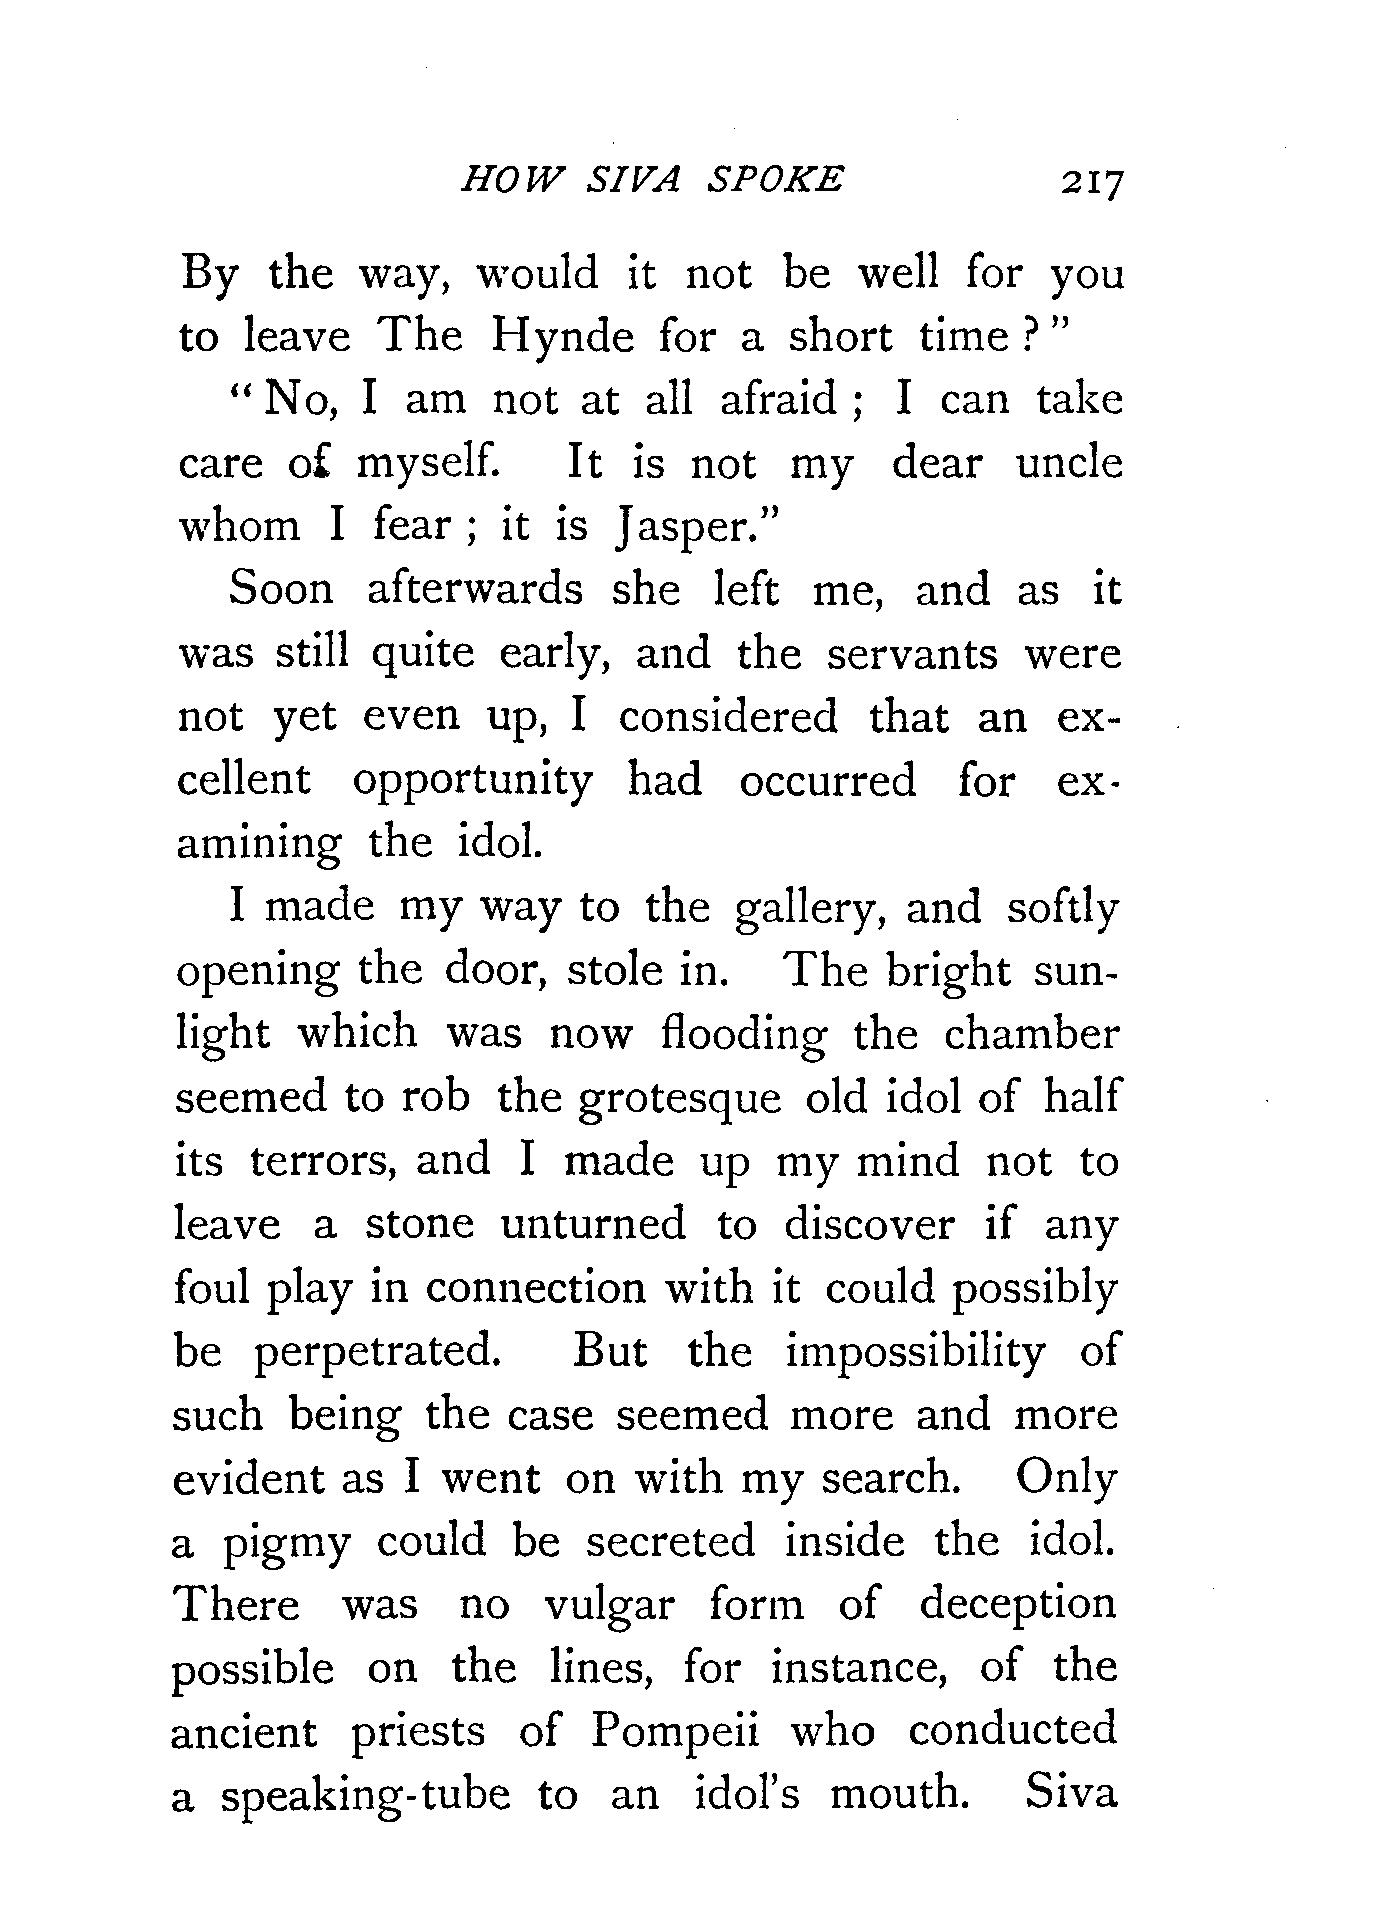 HOW SIVA SPOKE 217
By the way, would it not be well for you
to leave The Hynde for a short time ? ”
“ No, I am not at all afraid ; I can take
care of myself. It is not my dear uncle
whom I fear ; it is Jasper.”
Soon afterwards she left me, and as it
was still quite early, and the servants were
not yet even up, I considered that an ex-
cellent opportunity had occurred for ex-
amining the idol.
I made my way to the gallery, and softly
opening the door, stole in. The bright sun-
light which was now flooding the chamber
seemed to rob the grotesque old idol of half
its terrors, and I made up my mind not to
leave a stone unturned to discover if any
foul play in connection with it could possibly
be perpetrated. But the impossibility of
such being the case seemed more and more
evident as I went on with my search. Only
a pigmy could be secreted inside the idol.
There was no vulgar form of deception
possible on the lines, for instance, of the
ancient priests of Pompeii who conducted
a speaking-tube to an idol’s mouth. Siva